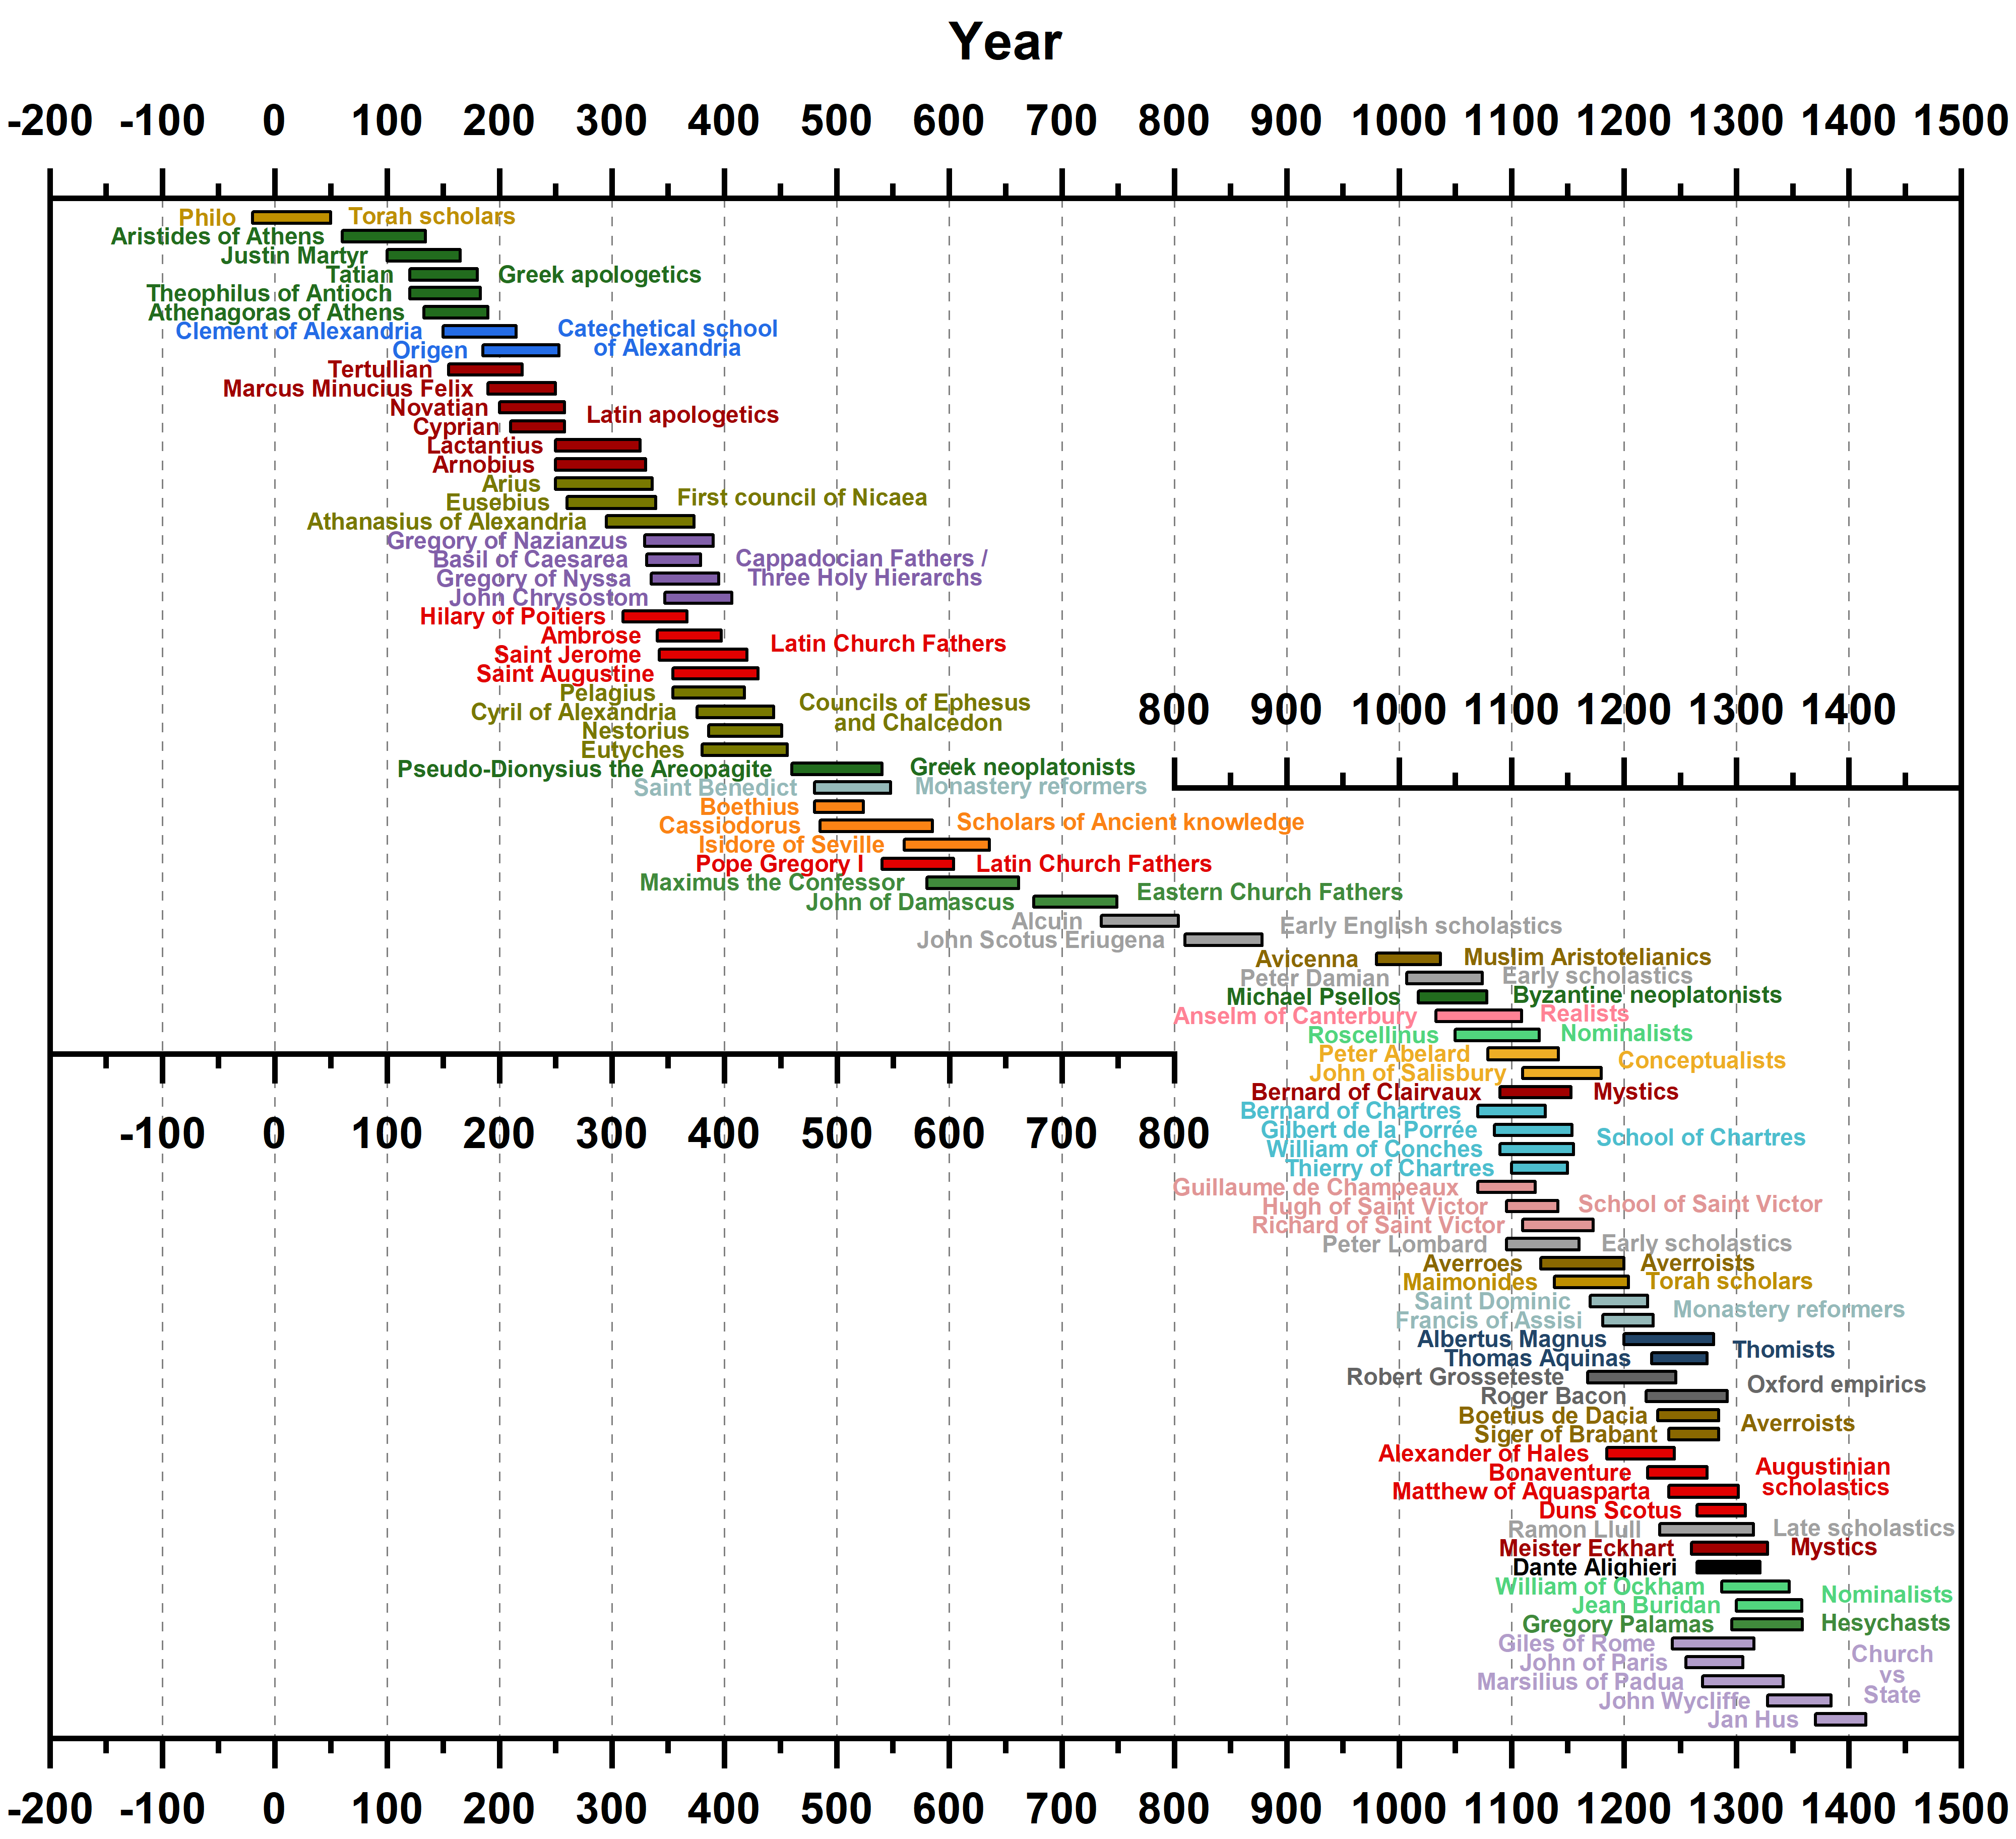 Year
-200 -100 0 100 200 300 400 500 600 700 800 900 1000 1100 1200 1300 1400 1500
Philo Torah scholars
Aristides of Athens
Justin Martyr
Tatian Greek apologetics
Theophilus of Antioch
Athenagoras of Athens
Clement of Alexandria Catechetical school
of Alexandria
Origen
Tertullian
Marcus Minucius Felix
Novatian Latin apologetics
Cyprian
Lactantius
Arnobius
Arius
Eusebius First council of Nicaea
Athanasius of Alexandria
Gregory of Nazianzus
Basil of Caesarea Cappadocian Fathers /
Gregory of Nyssa Three Holy Hierarchs
John Chrysostom
Hilary of Poitiers
Ambrose Latin Church Fathers
Saint Jerome
Saint Augustine
Pelagius
Cyril of Alexandria Councils of Ephesus
and Chalcedon
800 900 1000 1100 1200 1300 1400
Nestorius
Eutyches
Pseudo-Dionysius the Areopagite Greek neoplatonists
Saint Benedict Monastery reformers
Boethius
Cassiodorus Scholars of Ancient knowledge
Isidore of Seville
Pope Gregory I Latin Church Fathers
Maximus the Confessor
John of Damascus Eastern Church Fathers
Alcuin Early English scholastics
John Scotus Eriugena
Avicenna Muslim Aristotelianics
Peter Damian Early scholastics
Michael Psellos Byzantine neoplatonists
Anselm of Canterbury Realists
Roscellinus Nominalists
Peter Abelard Conceptualists
John of Salisbury
Bernard of Clairvaux Mystics
Bernard of Chartres
-100 0 100 200 300 400 500 600 700 800
Gilbert de la Porrée School of Chartres
William of Conches
Thierry of Chartres
Guillaume de Champeaux
Hugh of Saint Victor School of Saint Victor
Richard of Saint Victor
Peter Lombard Early scholastics
Averroes Averroists
Maimonides Torah scholars
Saint Dominic Monastery reformers
Francis of Assisi
Albertus Magnus Thomists
Thomas Aquinas
Robert Grosseteste Oxford empirics
Roger Bacon
Boetius de Dacia Averroists
Siger of Brabant
Alexander of Hales
Bonaventure Augustinian
scholastics
Matthew of Aquasparta
Duns Scotus
Ramon Llull Late scholastics
Meister Eckhart Mystics
Dante Alighieri
William of Ockham Nominalists
Jean Buridan
Gregory Palamas Hesychasts
Giles of Rome Church
John of Paris vs
Marsilius of Padua State
John Wycliffe
Jan Hus
-200 -100 0 100 200 300 400 500 600 700 800 900 1000 1100 1200 1300 1400 1500